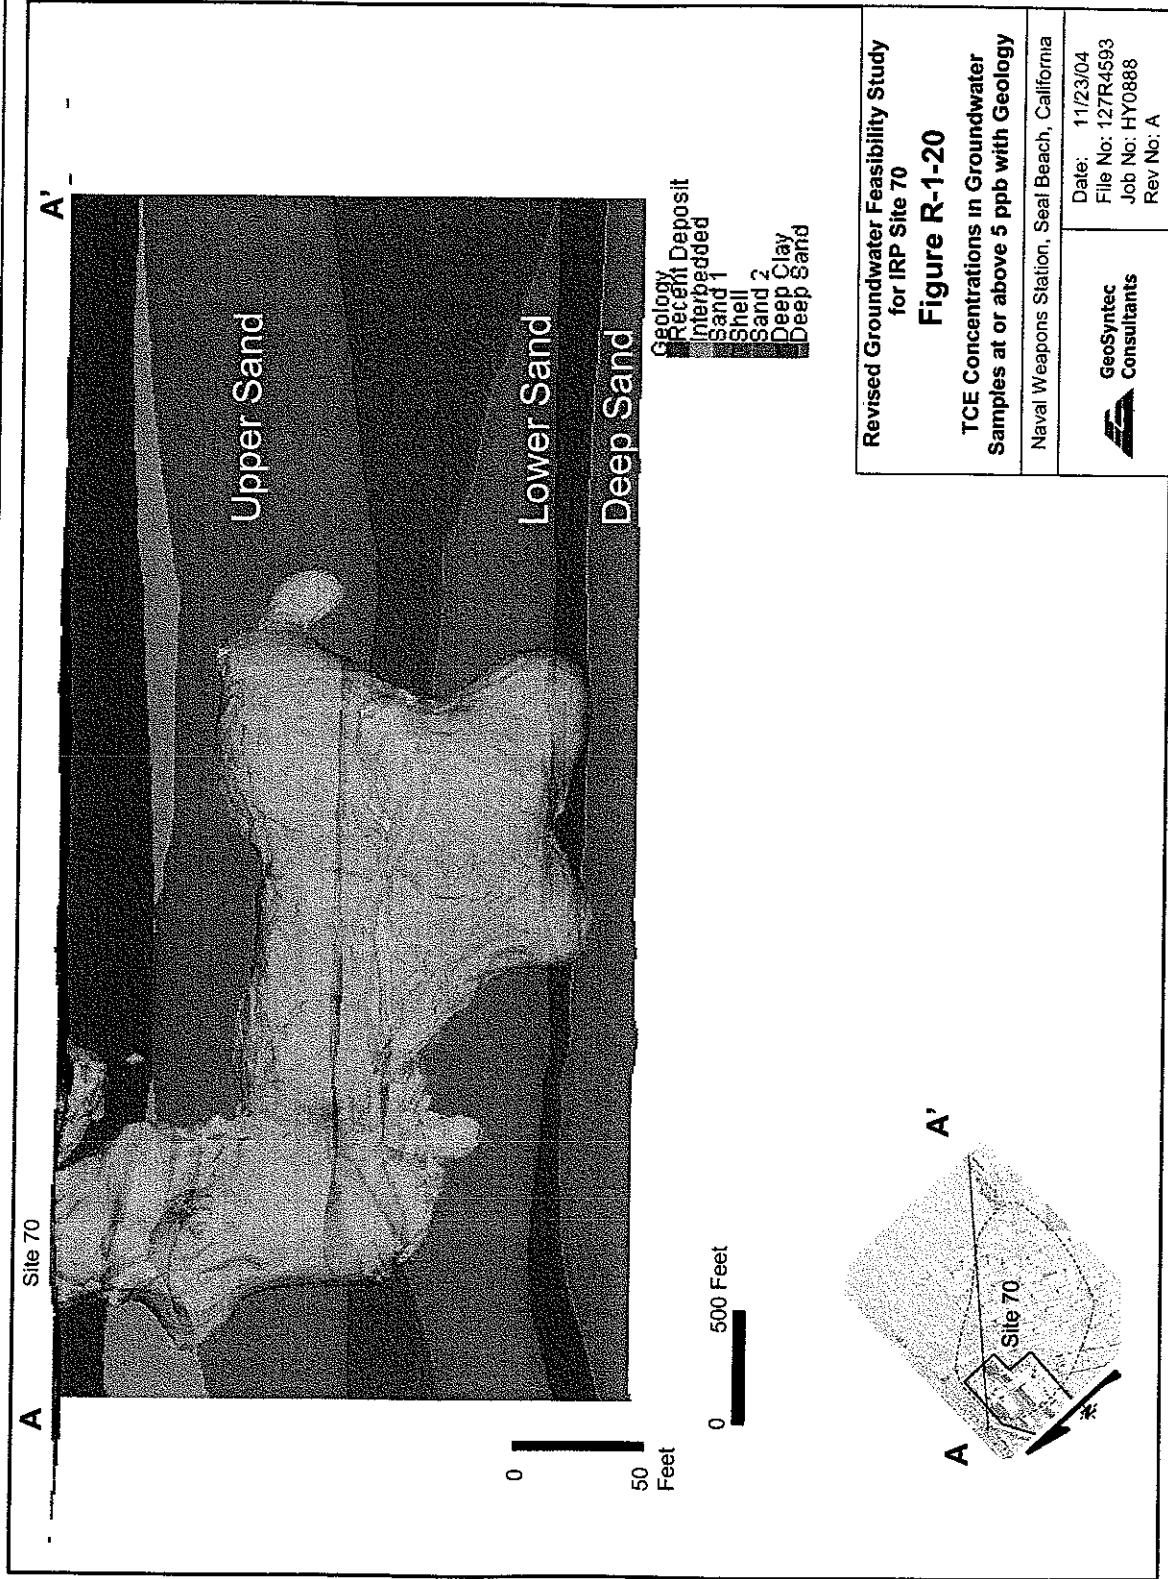 A
Site 70
A'
Upper Sand
Lower Sand
Deep Sand
0
50
Feet
0
500 Feet
Geology
Recent Deposit
Interbedded
Sand 1
Shell
Sand 2
Deep Clay
Deep Sand
A
Site 70
A'
Revised Groundwater Feasibility Study
for IRP Site 70
Figure R-1-20
TCE Concentrations in Groundwater
Samples at or above 5 ppb with Geology
Naval Weapons Station, Seal Beach, California
GeoSyntec
Consultants
Date: 11/23/04
File No: 127R4593
Job No: HY0888
Rev No: A